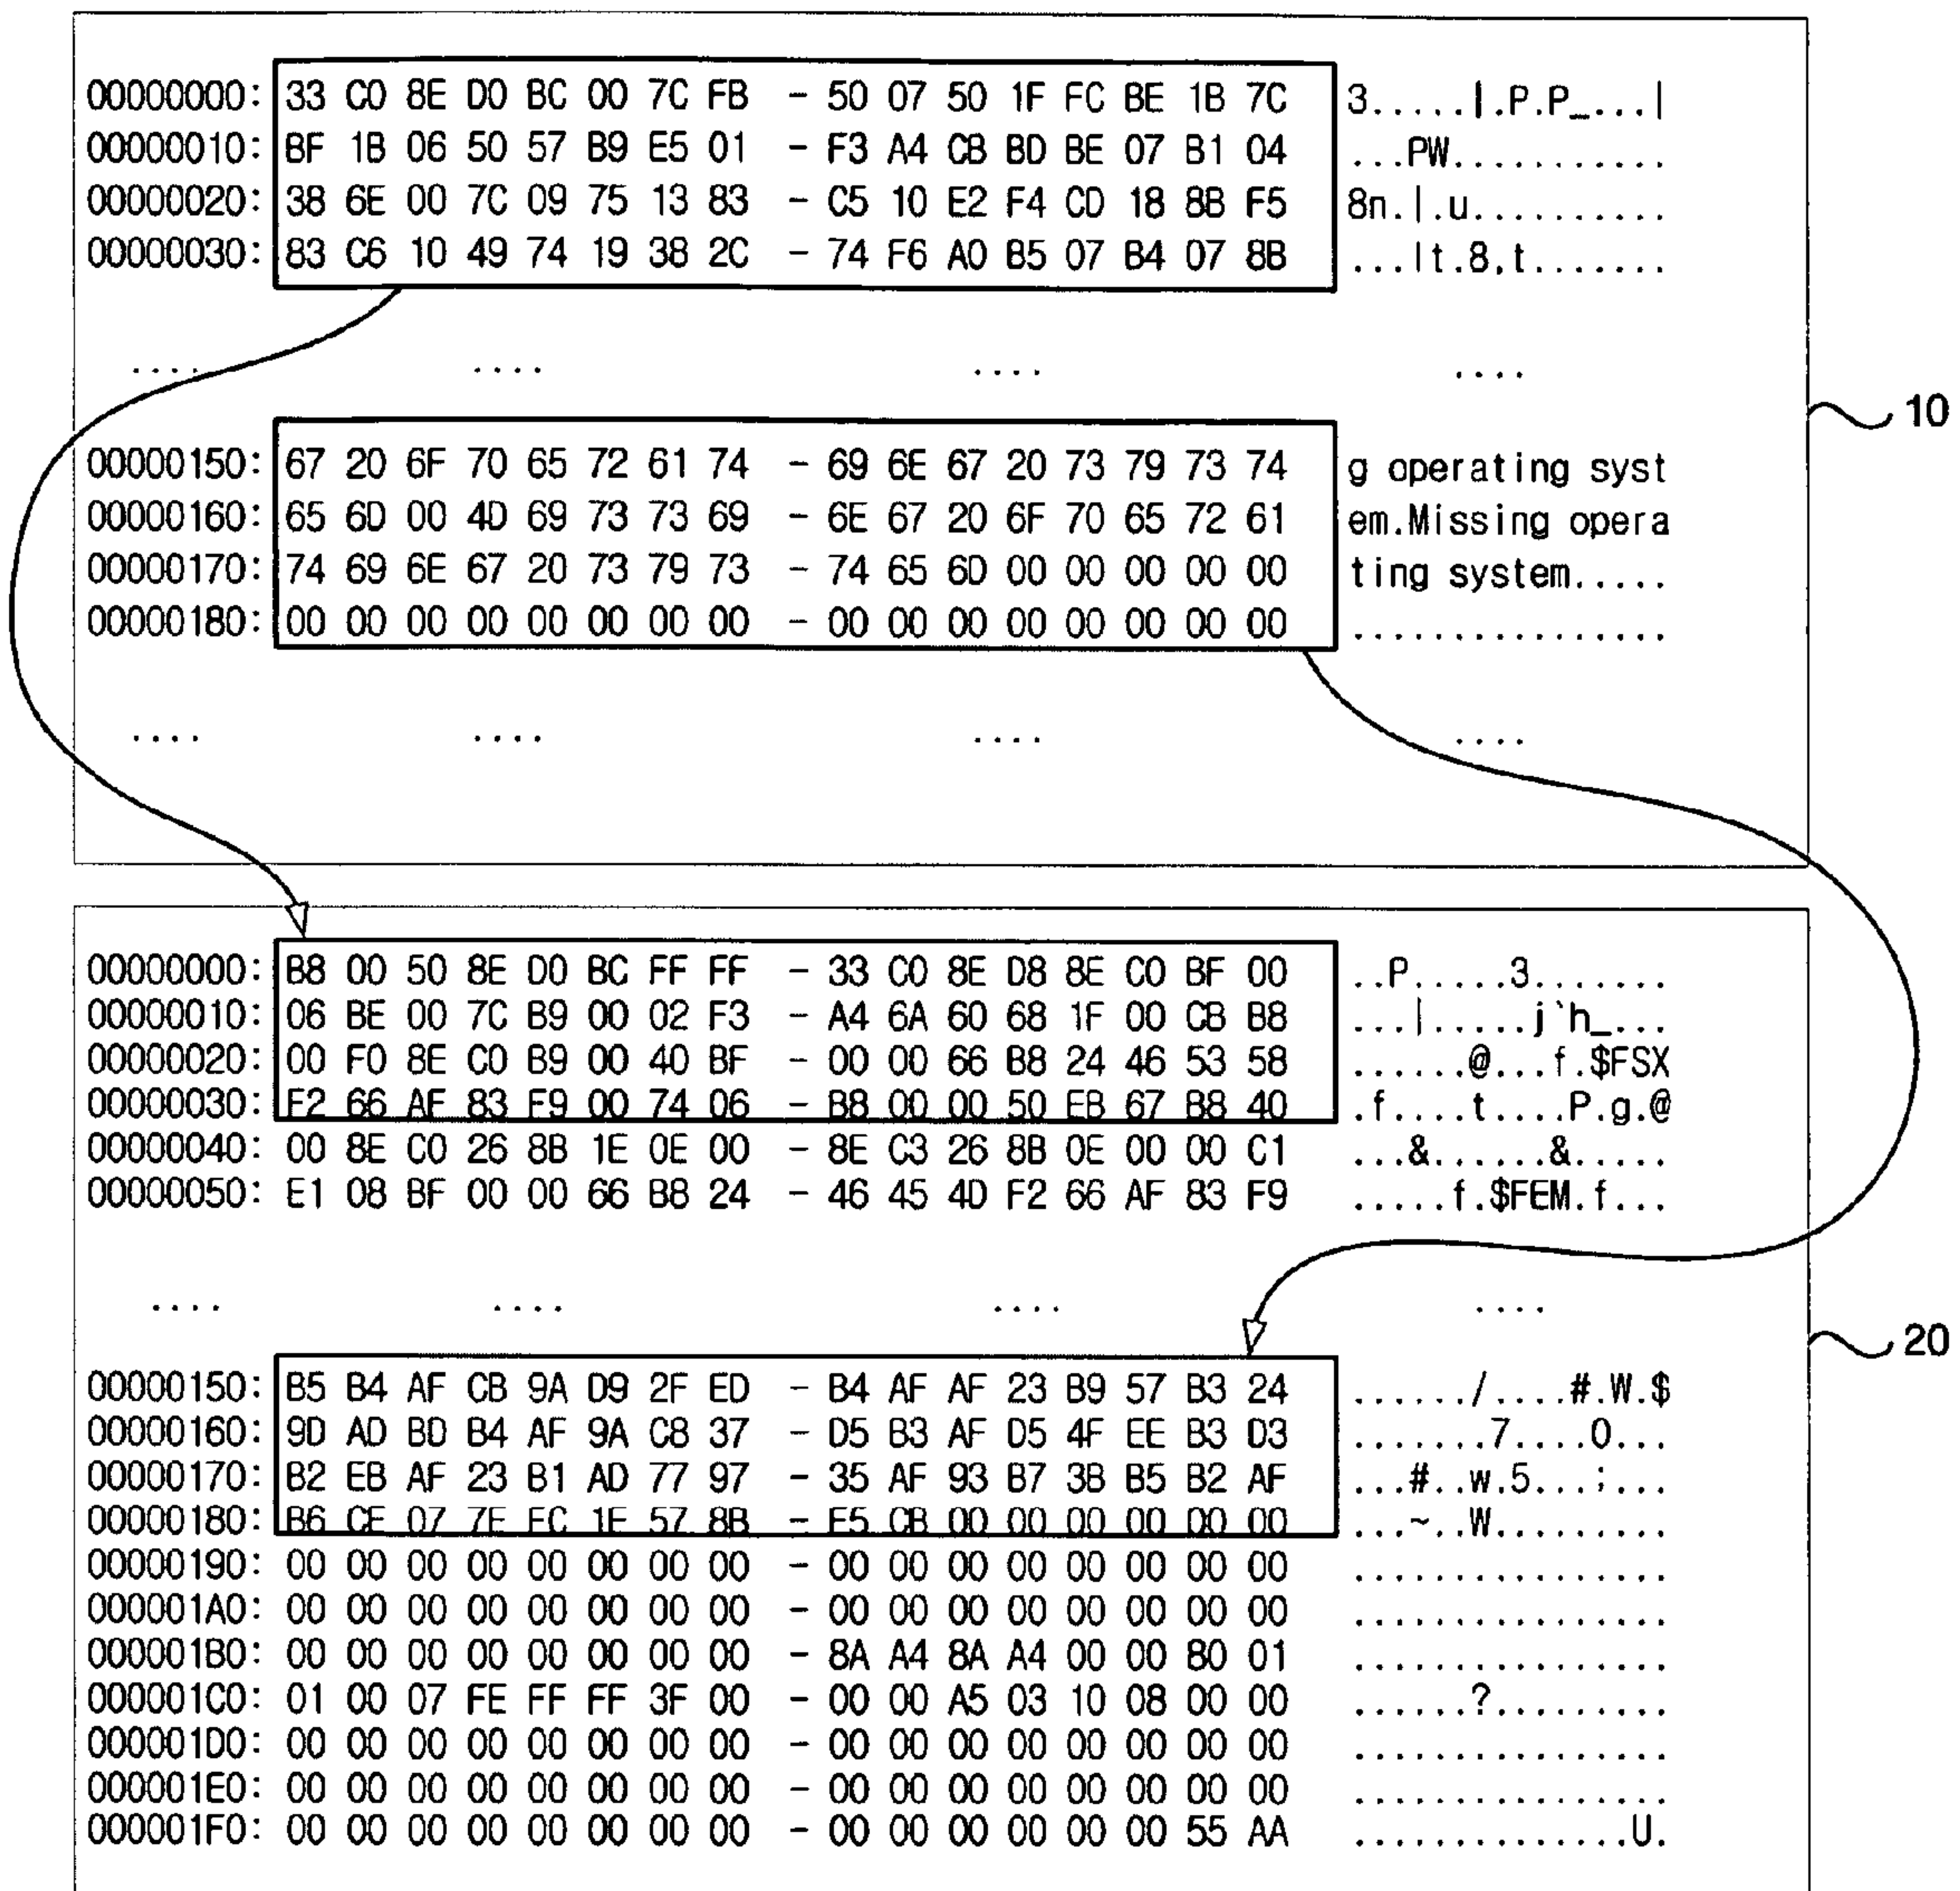 00000000: 33 C0 8E D0 BC 00 7C FB - 50 07 50 1F FC BE 1B 7C 3.....|.P.P_...|
00000010: BF 1B 06 50 57 B9 E5 01 - F3 A4 CB BD BE 07 B1 04 ...PW...........
00000020: 38 6E 00 7C 09 75 13 83 - C5 10 E2 F4 CD 18 8B F5 8n.|.u..........
00000030: 83 C6 10 49 74 19 38 2C - 74 F6 A0 B5 07 B4 07 8B ...It.8,t.......
.... .... .... ....
10
00000150: 67 20 6F 70 65 72 61 74 - 69 6E 67 20 73 79 73 74 g operating syst
00000160: 65 6D 00 4D 69 73 73 69 - 6E 67 20 6F 70 65 72 61 em.Missing opera
00000170: 74 69 6E 67 20 73 79 73 - 74 65 6D 00 00 00 00 00 ting system.....
00000180: 00 00 00 00 00 00 00 00 - 00 00 00 00 00 00 00 00 ................
.... .... .... ....
00000000: B8 00 50 8E D0 BC FF FF - 33 C0 8E D8 8E C0 BF 00 ..P.....3.......
00000010: 06 BE 00 7C B9 00 02 F3 - A4 6A 60 68 1F 00 CB B8 ...|.....j`h_...
00000020: 00 F0 8E C0 B9 00 40 BF - 00 00 66 B8 24 46 53 58 ......@...f.$FSX
00000030: F2 66 AF 83 F9 00 74 06 - B8 00 00 50 EB 67 B8 40 .f....t....P.g.@
00000040: 00 8E C0 26 8B 1E 0E 00 - 8E C3 26 8B 0E 00 00 C1 ...&......&.....
00000050: E1 08 BF 00 00 66 B8 24 - 46 45 4D F2 66 AF 83 F9 .....f.$FEM.f...
.... .... .... ....
20
00000150: B5 B4 AF CB 9A D9 2F ED - B4 AF AF 23 B9 57 B3 24 ....../....#.W.$
00000160: 9D AD BD B4 AF 9A C8 37 - D5 B3 AF D5 4F EE B3 D3 .......7....O...
00000170: B2 EB AF 23 B1 AD 77 97 - 35 AF 93 B7 3B B5 B2 AF ...#..w.5...;...
00000180: B6 CE 07 7E FC 1E 57 8B - F5 CB 00 00 00 00 00 00 ...~..W.........
00000190: 00 00 00 00 00 00 00 00 - 00 00 00 00 00 00 00 00 ................
000001A0: 00 00 00 00 00 00 00 00 - 00 00 00 00 00 00 00 00 ................
000001B0: 00 00 00 00 00 00 00 00 - 8A A4 8A A4 00 00 80 01 ................
000001C0: 01 00 07 FE FF FF 3F 00 - 00 00 A5 03 10 08 00 00 ......?.........
000001D0: 00 00 00 00 00 00 00 00 - 00 00 00 00 00 00 00 00 ................
000001E0: 00 00 00 00 00 00 00 00 - 00 00 00 00 00 00 00 00 ................
000001F0: 00 00 00 00 00 00 00 00 - 00 00 00 00 00 00 55 AA ..............U.